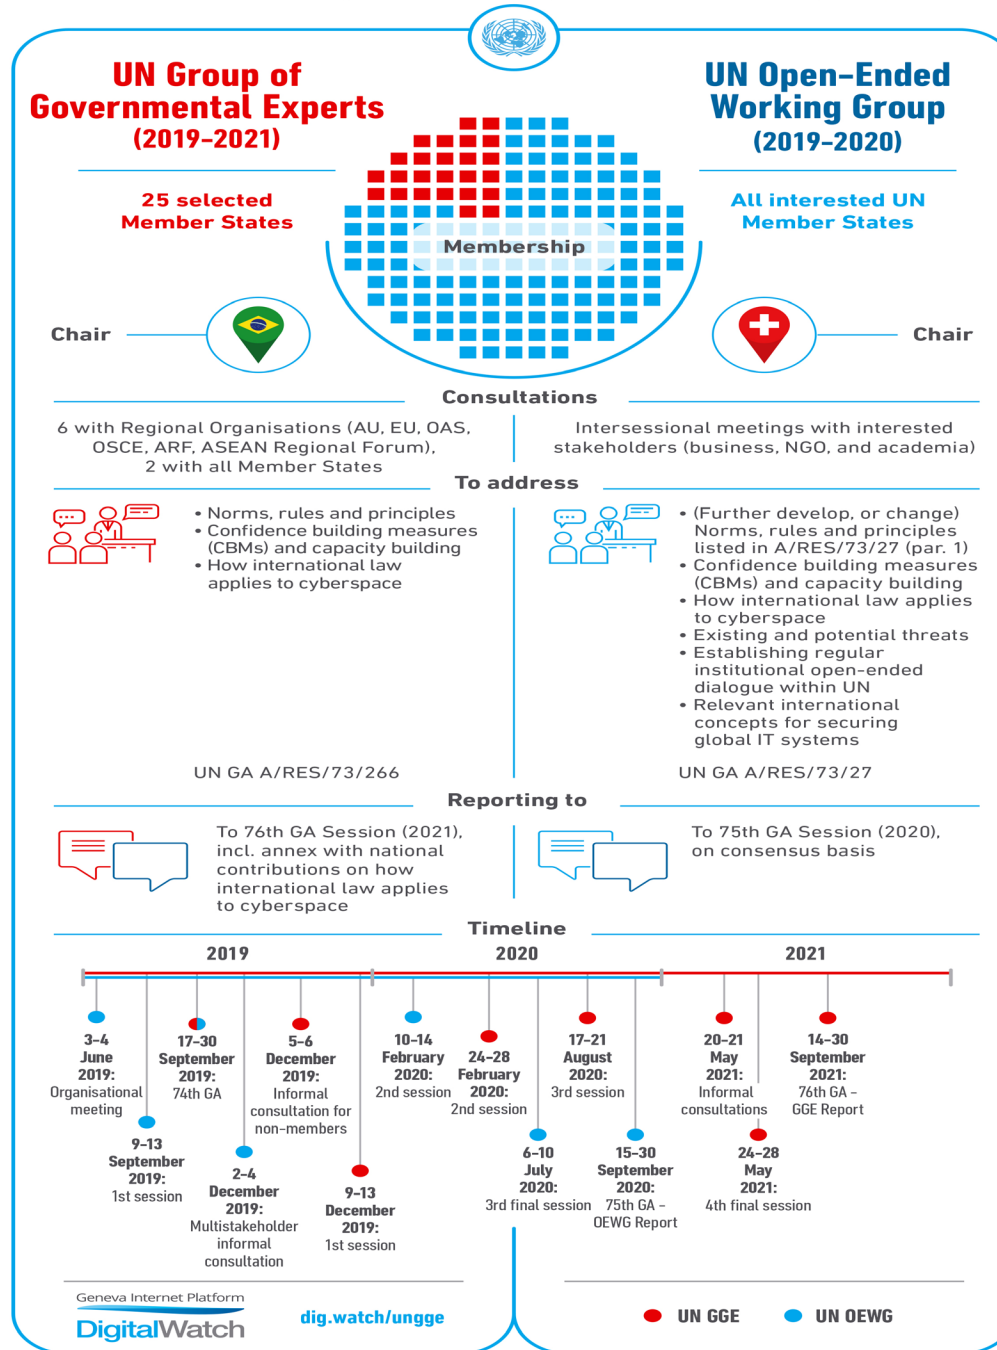 UN Group of
Governmental Experts
(2019–2021)
25 selected
Member States
UN Open-Ended
Working Group
(2019–2020)
All interested UN
Member States
Membership
Chair
Chair
Consultations
6 with Regional Organisations (AU, EU, OAS,
OSCE, ARF, ASEAN Regional Forum),
2 with all Member States
Intersessional meetings with interested
stakeholders (business, NGO, and academia)
To address
• Norms, rules and principles
• Confidence building measures
(CBMs) and capacity building
• How international law
applies to cyberspace
UN GA A/RES/73/266
• (Further develop, or change)
Norms, rules and principles
listed in A/RES/73/27 (par. 1)
• Confidence building measures
(CBMs) and capacity building
• How international law applies
to cyberspace
• Existing and potential threats
• Establishing regular
institutional open-ended
dialogue within UN
• Relevant international
concepts for securing
global IT systems
UN GA A/RES/73/27
Reporting to
To 76th GA Session (2021),
incl. annex with national
contributions on how
international law applies
to cyberspace
To 75th GA Session (2020),
on consensus basis
Timeline
2019
2020
2021
3–4
June
2019:
Organisational
meeting
9–13
September
2019:
1st session
17–30
September
2019:
74th GA
2–4
December
2019:
Multistakeholder
informal
consultation
5–6
December
2019:
Informal
consultation for
non-members
9–13
December
2019:
1st session
10–14
February
2020:
2nd session
24–28
February
2020:
2nd session
6–10
July
2020:
3rd final session
17–21
August
2020:
3rd session
15–30
September
2020:
75th GA –
OEWG Report
20–21
May
2021:
Informal
consultations
24–28
May
2021:
4th final session
14–30
September
2021:
76th GA –
GGE Report
Geneva Internet Platform
DigitalWatch
dig.watch/ungge
UN GGE
UN OEWG